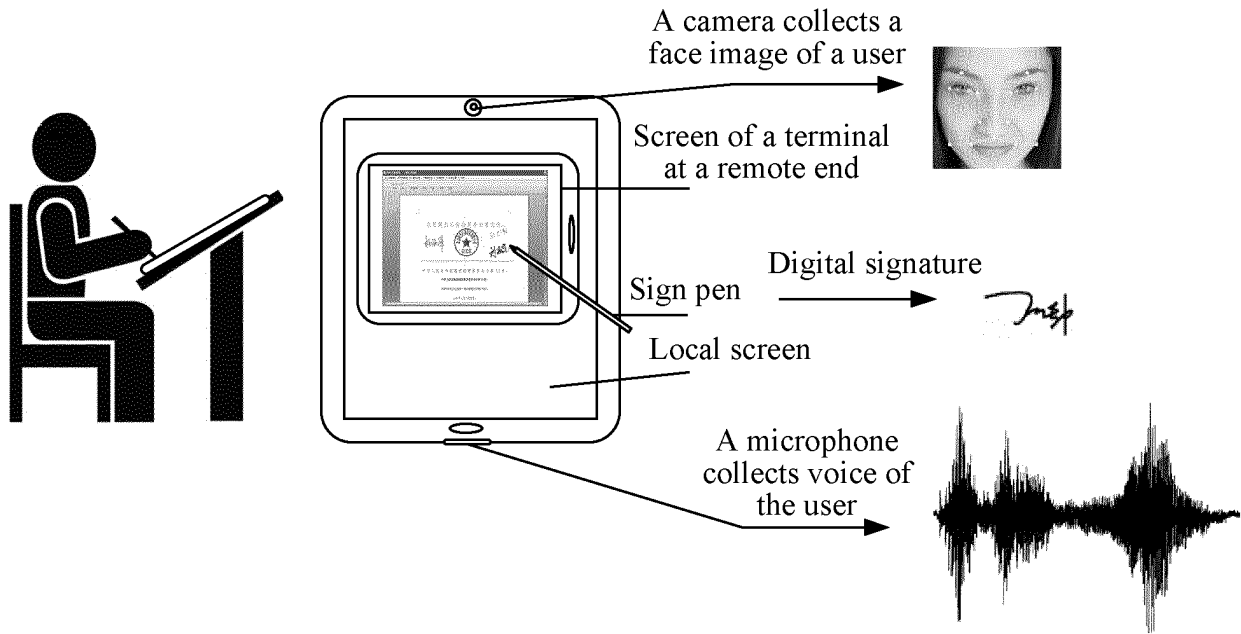 A camera collects a
face image of a user
Screen of a terminal
at a remote end
Digital signature
Sign pen
Local screen
A microphone
collects voice of
the user